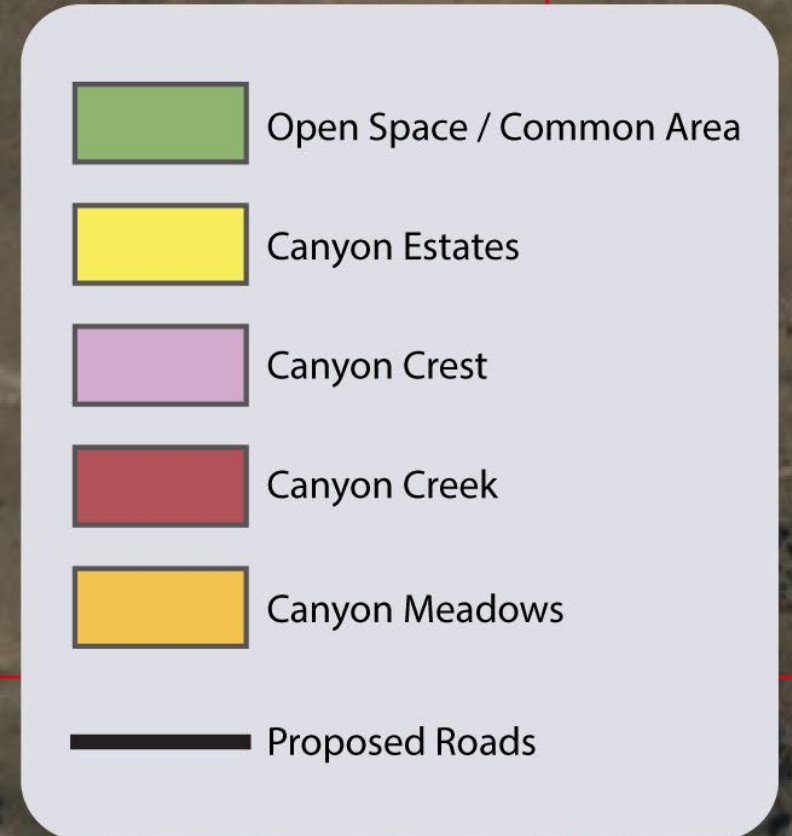 Open Space / Common Area
Canyon Estates
Canyon Crest
Canyon Creek
Canyon Meadows
Proposed Roads